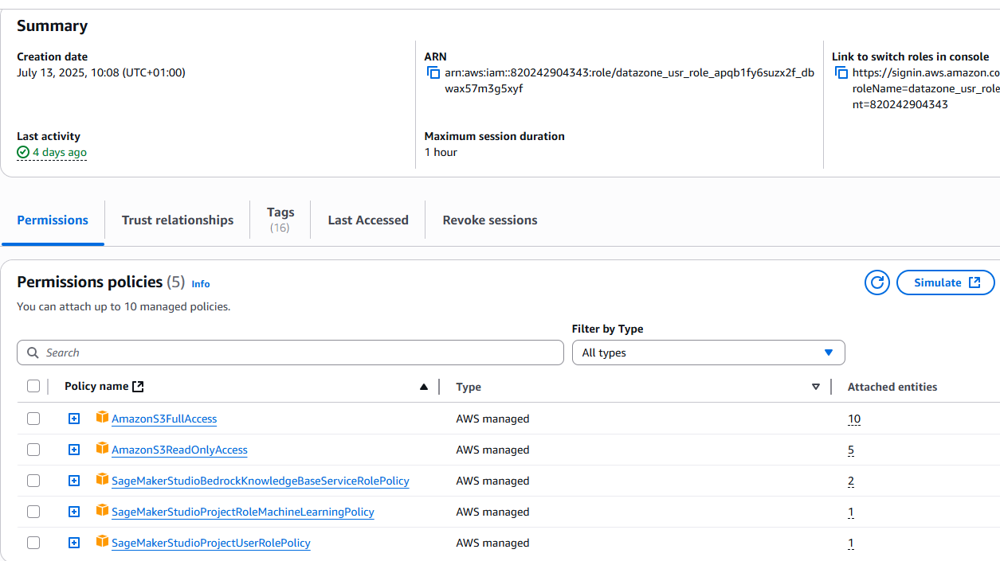 Summary
Creation date
July 13, 2025, 10:08 (UTC+01:00)
ARN
arn:aws:iam::820242904343:role/datazone_usr_role_apqb1fy6suzx2f_db
wax57m3g5xyf
Link to switch roles in console
https://signin.aws.amazon.co
roleName=datazone_usr_role
nt=820242904343
Last activity
4 days ago
Maximum session duration
1 hour
Permissions
Trust relationships
Tags
(16)
Last Accessed
Revoke sessions
Permissions policies (5) Info
Simulate
You can attach up to 10 managed policies.
Filter by Type
Search
All types
Policy name Type Attached entities
AmazonS3FullAccess AWS managed 10
AmazonS3ReadOnlyAccess AWS managed 5
SageMakerStudioBedrockKnowledgeBaseServiceRolePolicy AWS managed 2
SageMakerStudioProjectRoleMachineLearningPolicy AWS managed 1
SageMakerStudioProjectUserRolePolicy AWS managed 1